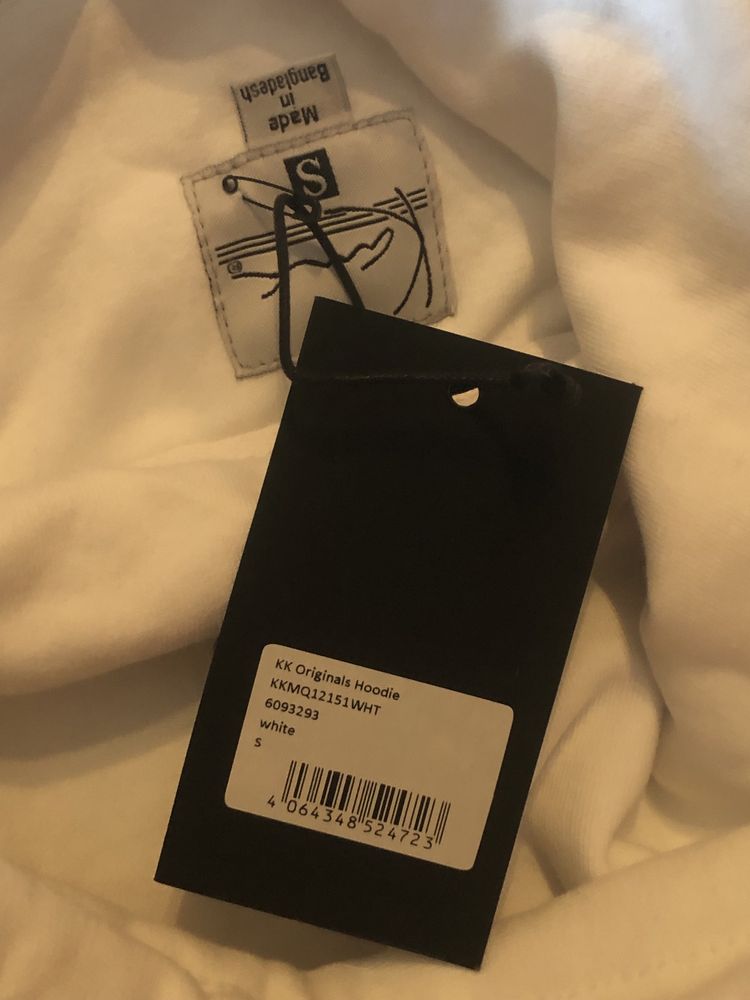 Made
in
Bangladesh
S
KK Originals Hoodie
KKMQ12151WHT
6093293
white
S
4 064348 524723